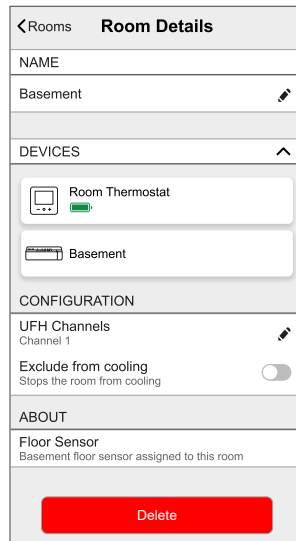 Rooms Room Details
NAME
Basement
DEVICES
Room Thermostat
Basement
CONFIGURATION
UFH Channels
Channel 1
Exclude from cooling
Stops the room from cooling
ABOUT
Floor Sensor
Basement floor sensor assigned to this room
Delete